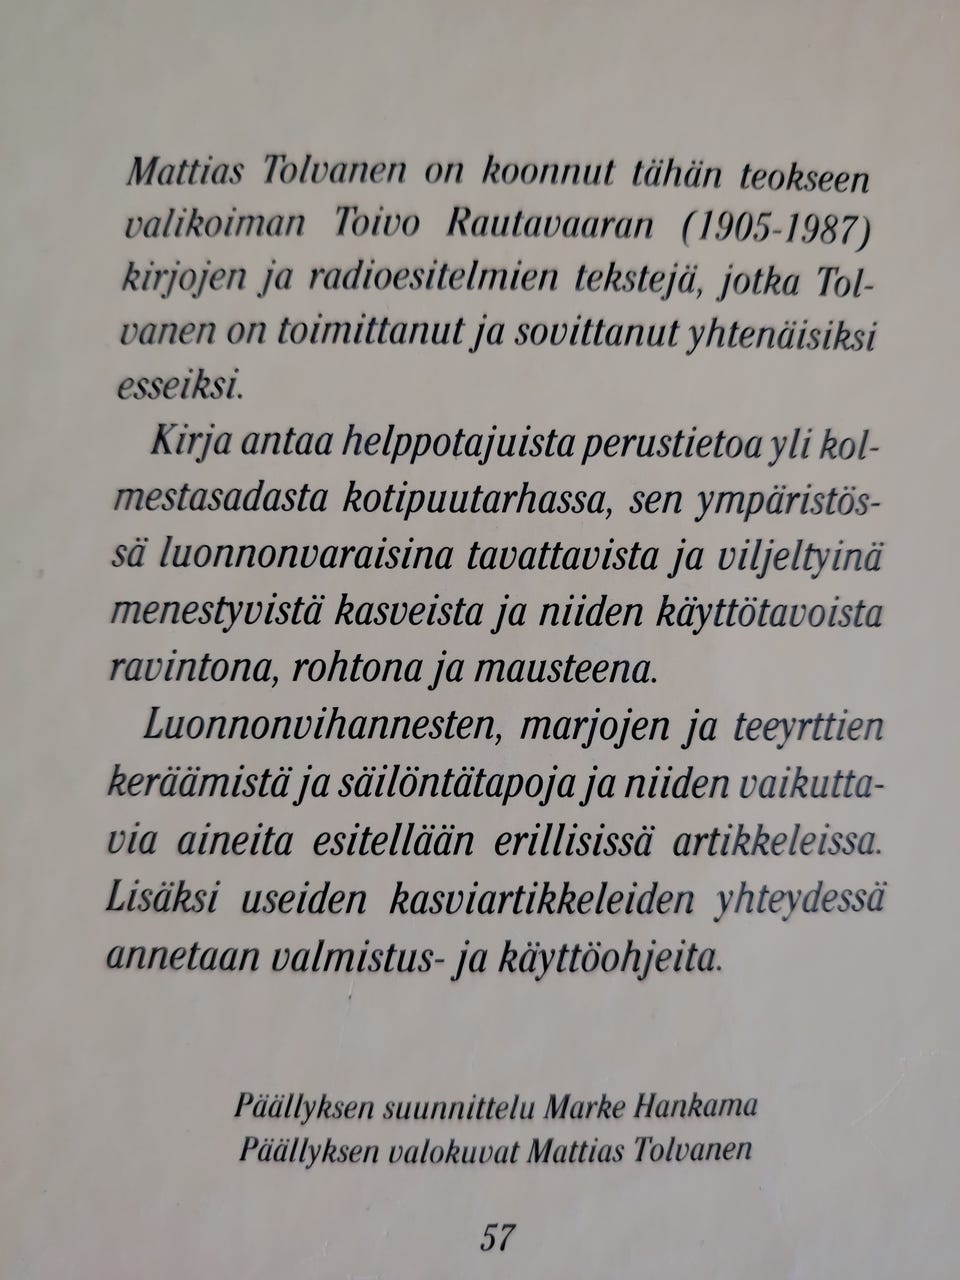 Mattias Tolvanen on koonnut tähän teokseen
valikoiman Toivo Rautavaaran (1905-1987)
kirjojen ja radioesitelmien tekstejä, jotka Tol-
vanen on toimittanut ja sovittanut yhtenäisiksi
esseiksi.
Kirja antaa helppotajuista perustietoa yli kol-
mestasadasta kotipuutarhassa, sen ympäristös-
sä luonnonvaraisina tavattavista ja viljeltyinä
menestyvistä kasveista ja niiden käyttötavoista
ravintona, rohtona ja mausteena.
Luonnonvihannesten, marjojen ja teeyrttien
keräämistä ja säilöntätapoja ja niiden vaikutta-
via aineita esitellään erillisissä artikkeleissa.
Lisäksi useiden kasviartikkeleiden yhteydessä
annetaan valmistus- ja käyttöohjeita.
Päällyksen suunnittelu Marke Hankama
Päällyksen valokuvat Mattias Tolvanen
57